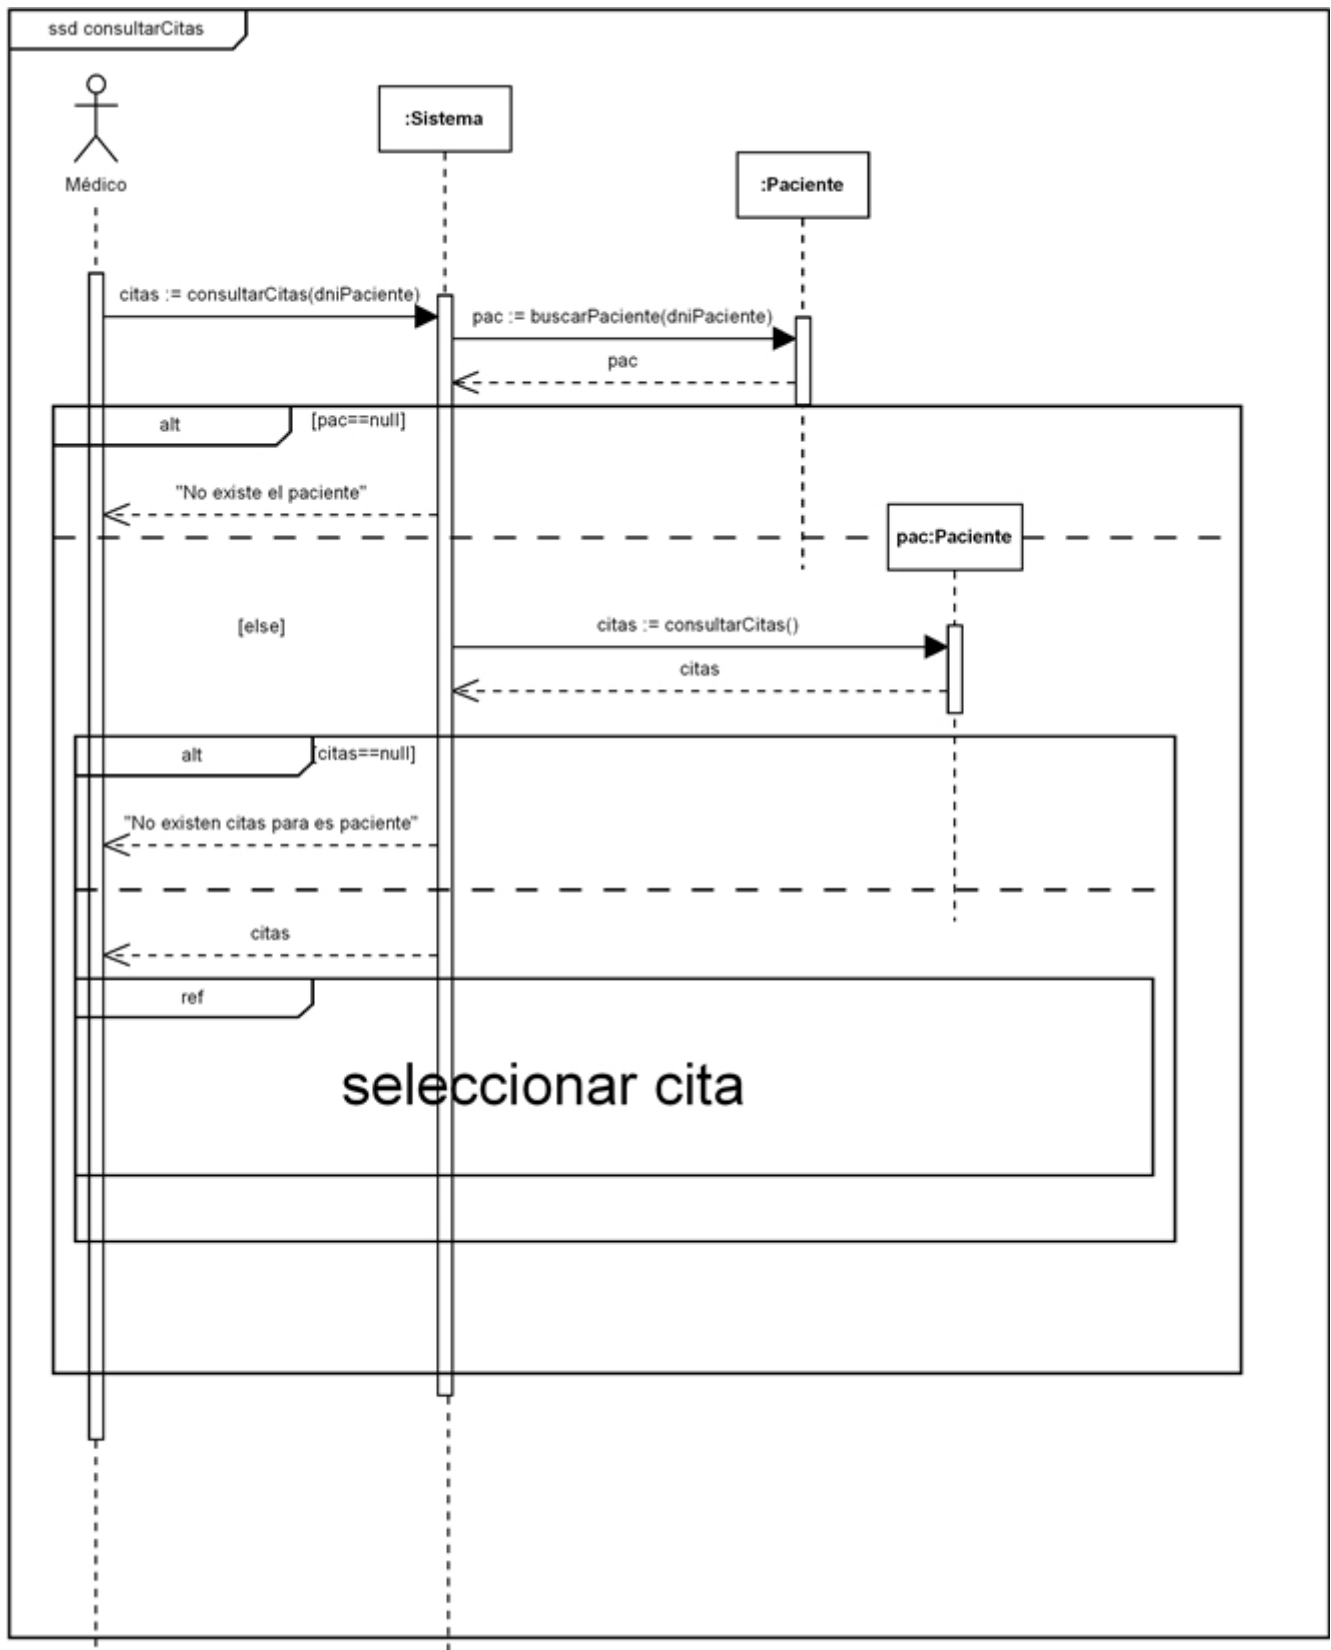 ssd consultarCitas
:Sistema
:Paciente
Médico
citas := consultarCitas(dniPaciente)
pac := buscarPaciente(dniPaciente)
pac
alt
[pac==null]
"No existe el paciente"
pac:Paciente
[else]
citas := consultarCitas()
citas
alt
[citas==null]
"No existen citas para es paciente"
citas
ref
seleccionar cita